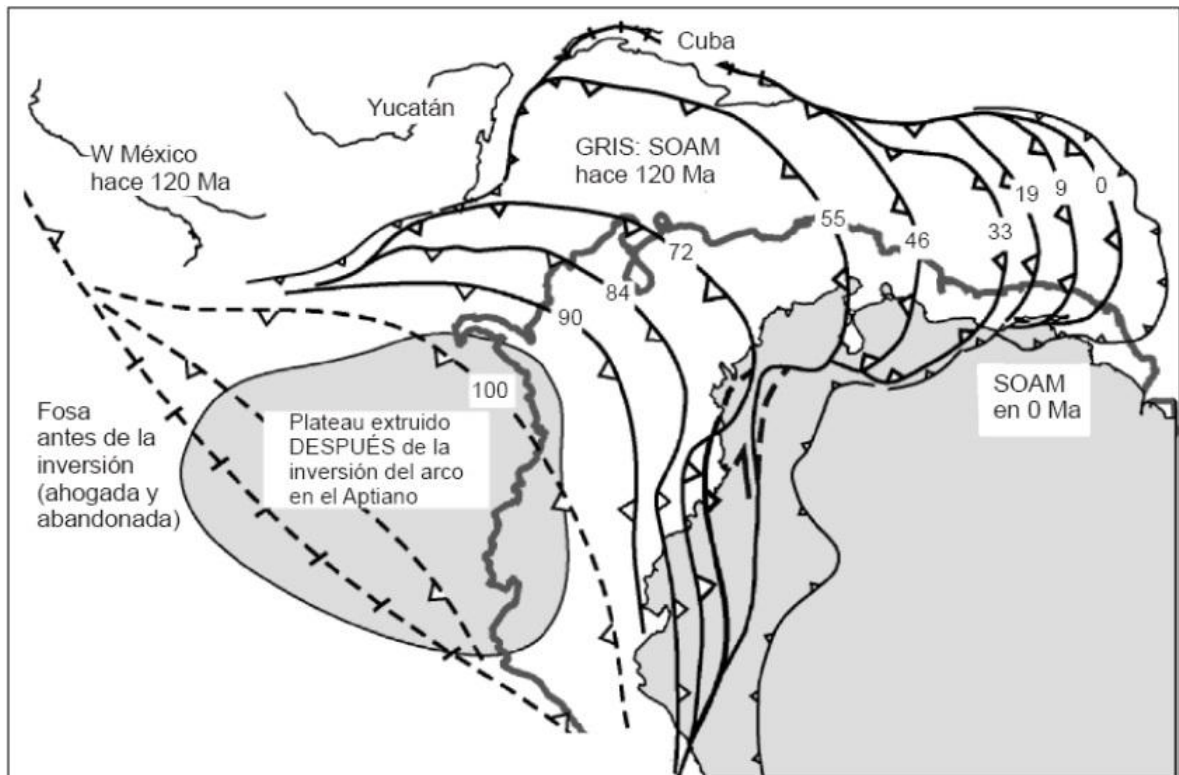 Cuba
Yucatán
W México
hace 120 Ma
GRIS: SOAM
hace 120 Ma
55
46
33
19
9
0
72
84
90
100
Fosa
antes de la
inversión
(ahogada y
abandonada)
Plateau extruido
DESPUÉS de la
inversión del arco
en el Aptiano
SOAM
en 0 Ma